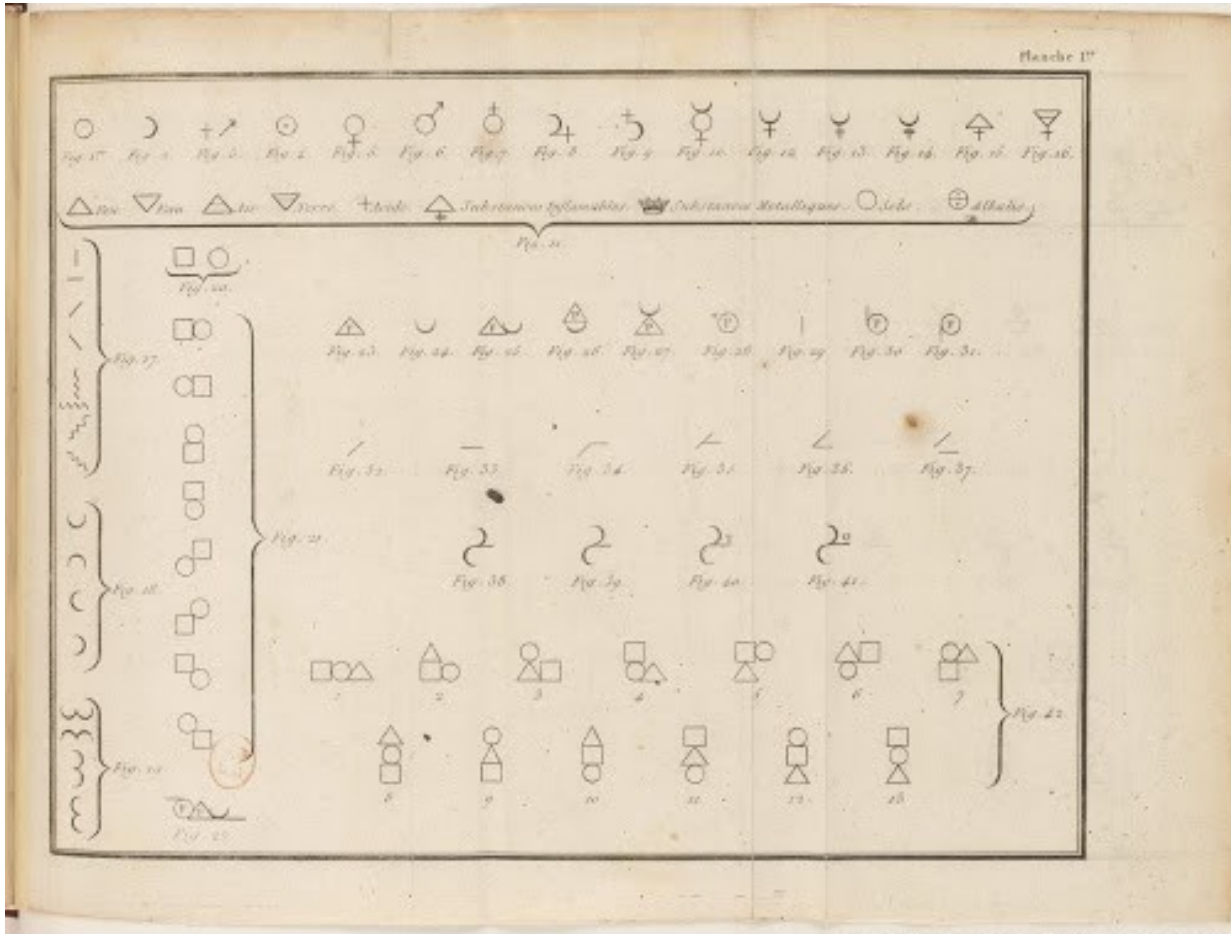 Planche 1re
Fig. 1re Fig. 2. Fig. 3. Fig. 4. Fig. 5. Fig. 6. Fig. 7. Fig. 8. Fig. 9. Fig. 10. Fig. 12. Fig. 13. Fig. 14. Fig. 15. Fig. 16.
Feu. Eau. Air. Terre. Acide. Substances Inflamables. Substances Metalliques. Sels. Alkalis.
Fig. 11.
Fig. 17.
Fig. 18.
Fig. 19.
Fig. 20.
Fig. 21.
Fig. 22.
Fig. 23. Fig. 24. Fig. 25. Fig. 26. Fig. 27. Fig. 28. Fig. 29. Fig. 30. Fig. 31.
Fig. 32. Fig. 33. Fig. 34. Fig. 35. Fig. 36. Fig. 37.
Fig. 38. Fig. 39. Fig. 40. Fig. 41.
1 2 3 4 5 6 7
8 9 10 11 12 13
Fig. 42.